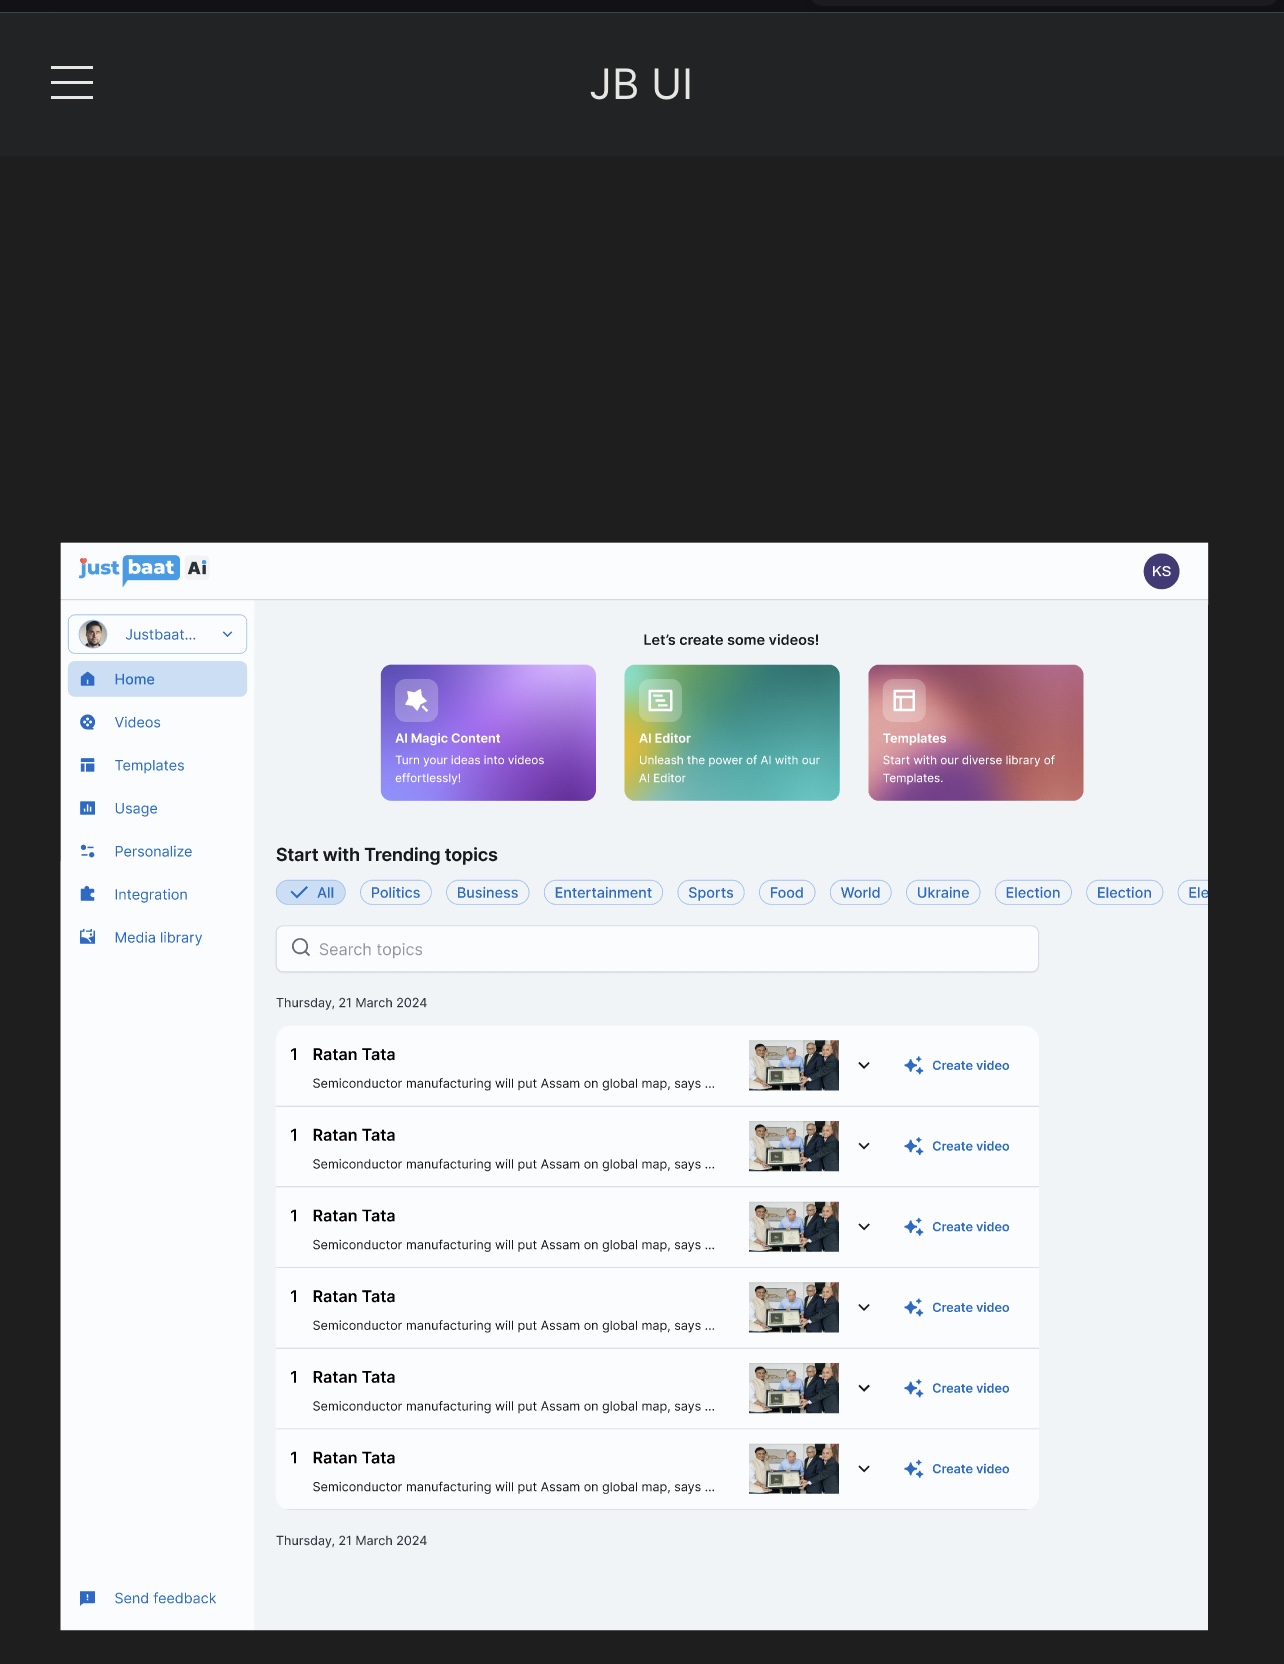 JB UI
just baat Ai
KS
Justbaat...
Home
Videos
Templates
Usage
Personalize
Integration
Media library
Send feedback
Let's create some videos!
AI Magic Content
Turn your ideas into videos
effortlessly!
AI Editor
Unleash the power of AI with our
AI Editor
Templates
Start with our diverse library of
Templates.
Start with Trending topics
All Politics Business Entertainment Sports Food World Ukraine Election Election Ele
Search topics
Thursday, 21 March 2024
1 Ratan Tata
Semiconductor manufacturing will put Assam on global map, says ...
Create video
1 Ratan Tata
Semiconductor manufacturing will put Assam on global map, says ...
Create video
1 Ratan Tata
Semiconductor manufacturing will put Assam on global map, says ...
Create video
1 Ratan Tata
Semiconductor manufacturing will put Assam on global map, says ...
Create video
1 Ratan Tata
Semiconductor manufacturing will put Assam on global map, says ...
Create video
1 Ratan Tata
Semiconductor manufacturing will put Assam on global map, says ...
Create video
Thursday, 21 March 2024